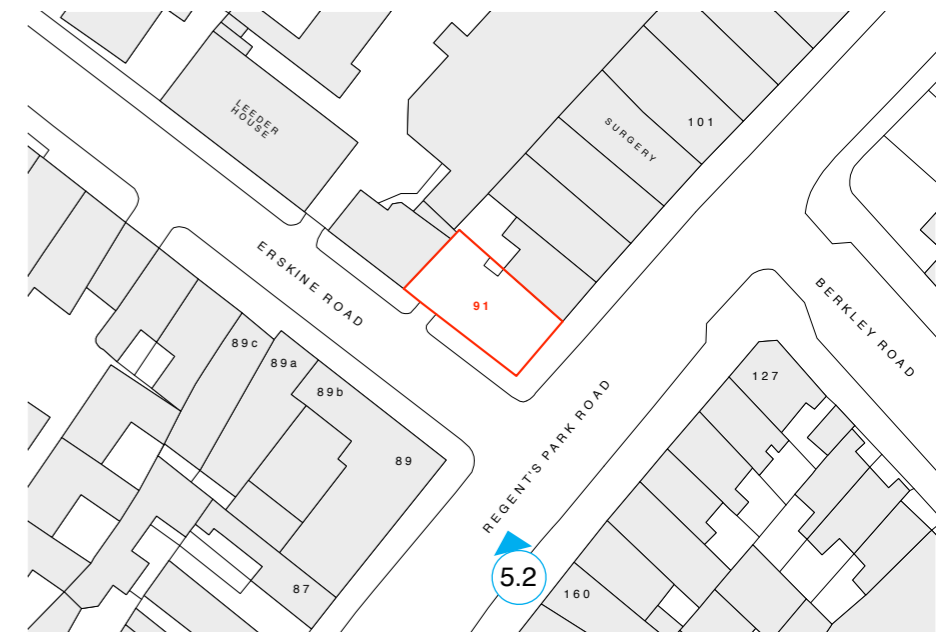 LEEDER
HOUSE
101
SURGERY
ERSKINE ROAD
91
BERKLEY ROAD
89c
89a
89b
127
89
REGENT'S PARK ROAD
5.2
87
160